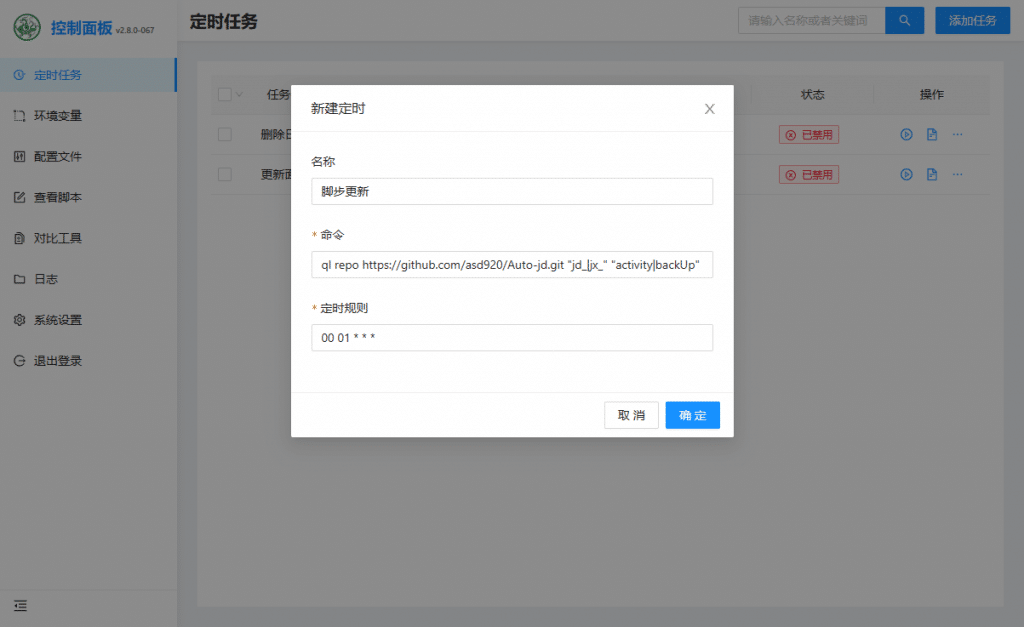 控制面板 v2.8.0-067
定时任务
请输入名称或者关键词
添加任务
定时任务
环境变量
配置文件
查看脚本
对比工具
日志
系统设置
退出登录
任务
状态
操作
删除日
已禁用
更新面
已禁用
新建定时
名称
脚步更新
* 命令
ql repo https://github.com/asd920/Auto-jd.git "jd_|jx_" "activity|backUp"
* 定时规则
00 01 * * *
取 消
确 定